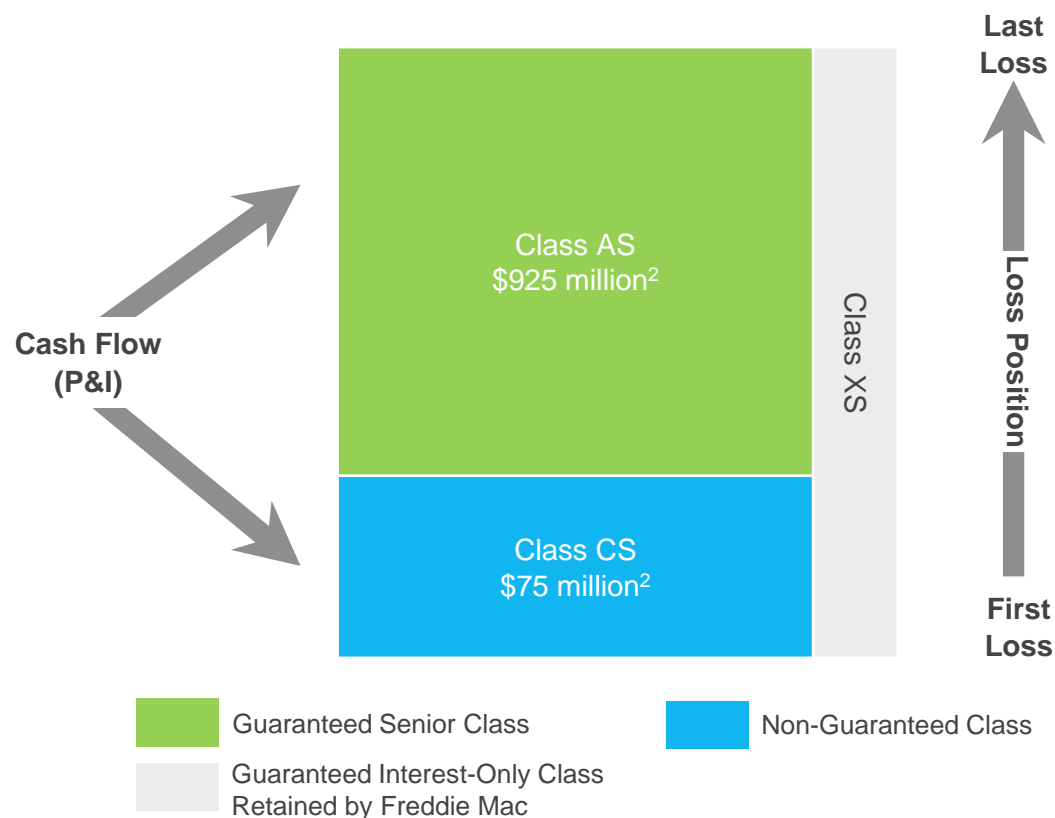 Last
Loss
Class AS
$925 million²
Cash Flow
(P&I)
Class XS
Loss Position
Class CS
$75 million²
First
Loss
Guaranteed Senior Class
Non-Guaranteed Class
Guaranteed Interest-Only Class
Retained by Freddie Mac